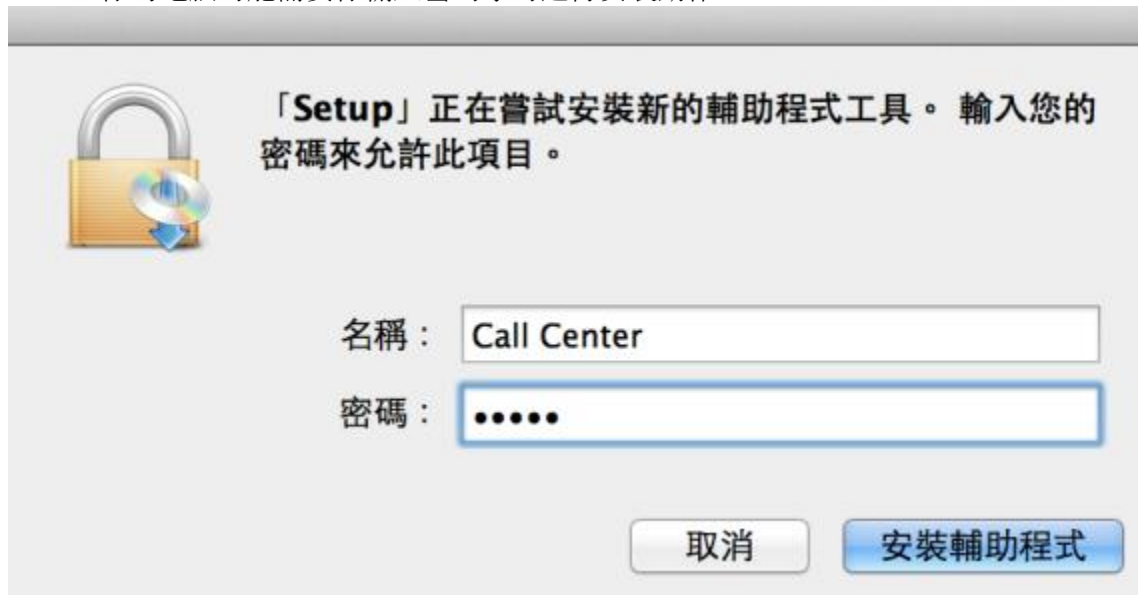 「Setup」正在嘗試安裝新的輔助程式工具。 輸入您的
密碼來允許此項目。
名稱：
Call Center
密碼：
•••••
取消
安裝輔助程式